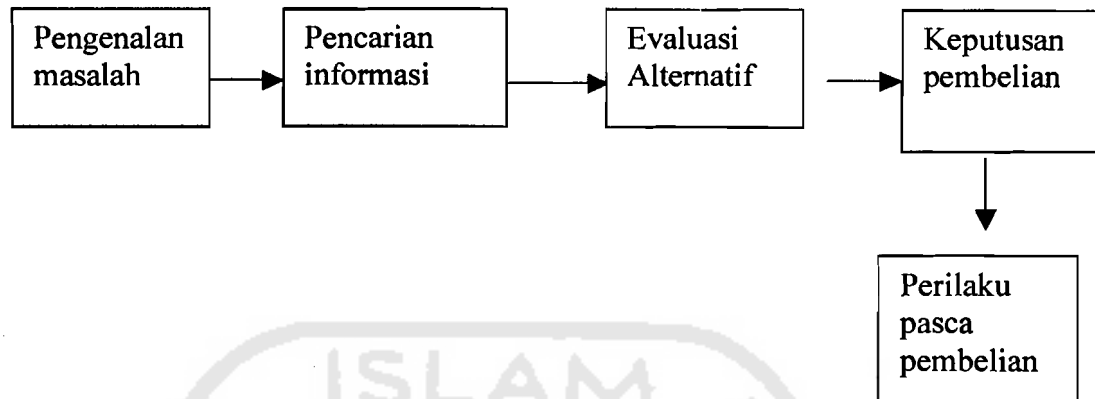 Pengenalan
masalah
Pencarian
informasi
Evaluasi
Alternatif
Keputusan
pembelian
Perilaku
pasca
pembelian
ISLAM